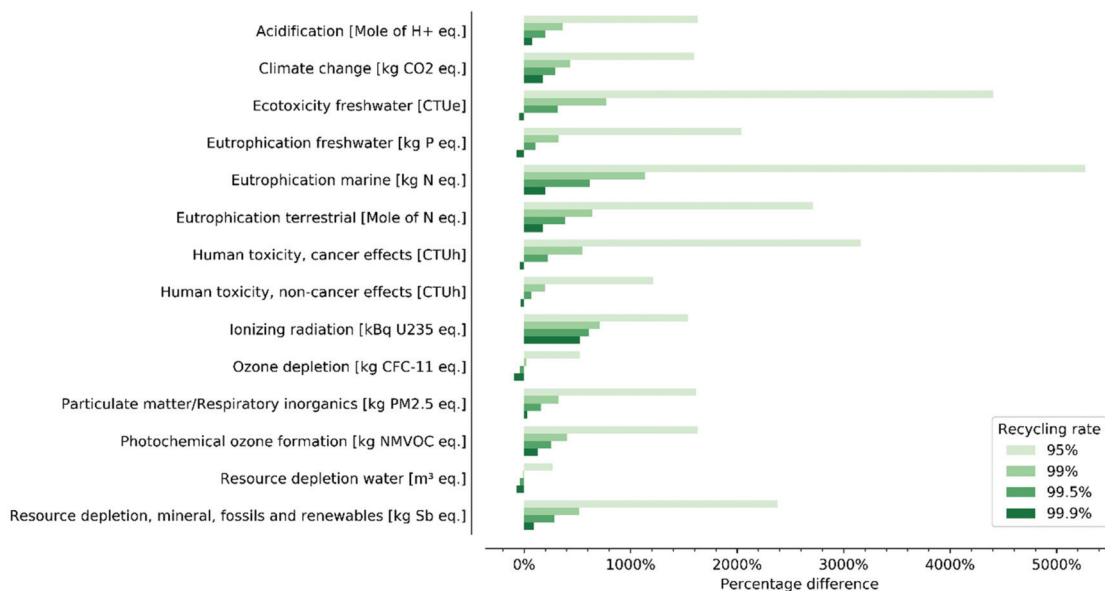 Acidification [Mole of H+ eq.]
Climate change [kg CO2 eq.]
Ecotoxicity freshwater [CTUe]
Eutrophication freshwater [kg P eq.]
Eutrophication marine [kg N eq.]
Eutrophication terrestrial [Mole of N eq.]
Human toxicity, cancer effects [CTUh]
Human toxicity, non-cancer effects [CTUh]
Ionizing radiation [kBq U235 eq.]
Ozone depletion [kg CFC-11 eq.]
Particulate matter/Respiratory inorganics [kg PM2.5 eq.]
Photochemical ozone formation [kg NMVOC eq.]
Resource depletion water [m³ eq.]
Resource depletion, mineral, fossils and renewables [kg Sb eq.]
Recycling rate
95%
99%
99.5%
99.9%
0% 1000% 2000% 3000% 4000% 5000%
Percentage difference